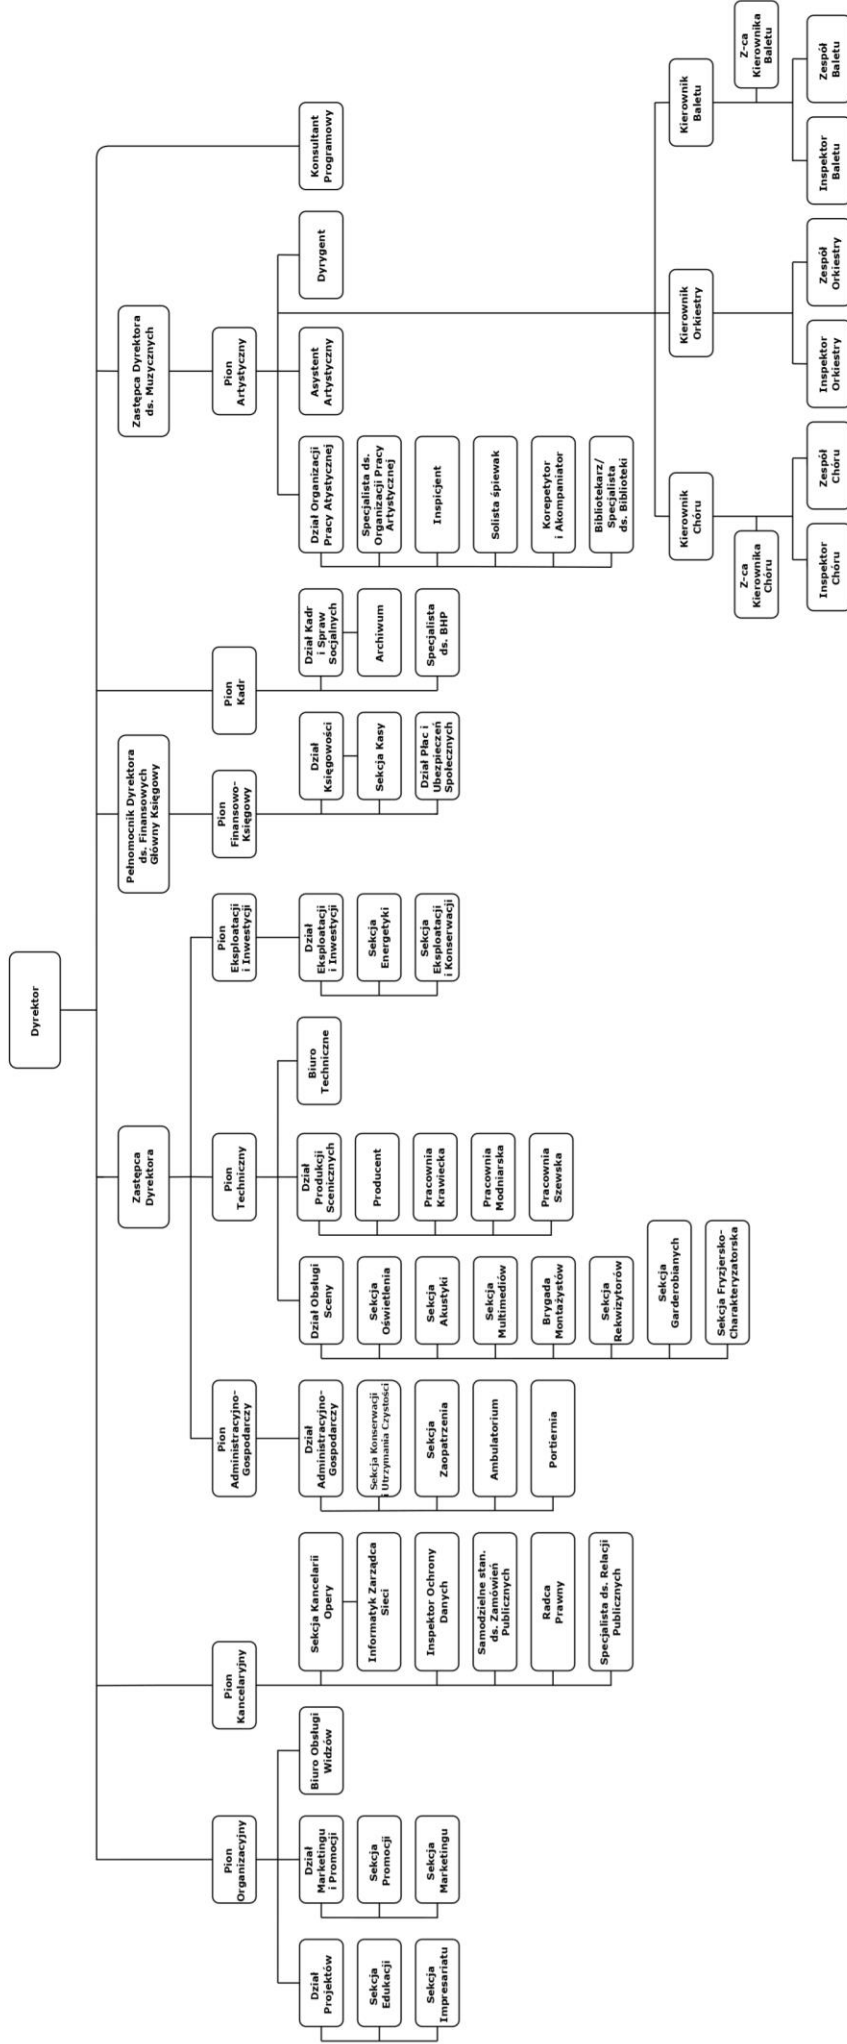 Dyrektor
Zastępca
Dyrektora
Pełnomocnik Dyrektora
ds. Finansowych
Główny Księgowy
Zastępca Dyrektora
ds. Muzycznych
Pion
Organizacyjny
Pion
Kancelaryjny
Pion
Administracyjno-
Gospodarczy
Pion
Techniczny
Pion
Eksploatacji
i Inwestycji
Pion
Finansowo-
Księgowy
Pion
Kadr
Pion
Artystyczny
Konsultant
Programowy
Dział
Projektów
Sekcja
Edukacji
Sekcja
Impresariatu
Dział
Marketingu
i Promocji
Sekcja
Promocji
Sekcja
Marketingu
Biuro Obsługi
Widzów
Sekcja Kancelarii
Opery
Informatyk Zarządca
Sieci
Inspektor Ochrony
Danych
Samodzielne stan.
ds. Zamówień
Publicznych
Radca
Prawny
Specjalista ds. Relacji
Publicznych
Dział
Administracyjno-
Gospodarczy
Sekcja Konserwacji
i Utrzymania Czystości
Sekcja
Zaopatrzenia
Ambulatorium
Portiernia
Dział Obsługi
Sceny
Sekcja
Oświetlenia
Sekcja
Akustyki
Sekcja
Multimediów
Brygada
Montażystów
Sekcja
Rekwizytorów
Sekcja
Garderobianych
Sekcja Fryzjersko-
Charakteryzatorska
Dział
Produkcji
Scenicznych
Producent
Pracownia
Krawiecka
Pracownia
Modniarska
Pracownia
Szewska
Biuro
Techniczne
Dział
Eksploatacji
i Inwestycji
Sekcja
Energetyki
Sekcja
Eksploatacji
i Konserwacji
Dział
Księgowości
Sekcja Kasy
Dział Płac i
Ubezpieczeń
Społecznych
Dział Kadr
i Spraw
Socjalnych
Archiwum
Specjalista
ds. BHP
Dział Organizacji
Pracy Atystycznej
Specjalista ds.
Organizacji Pracy
Artystycznej
Inspicjent
Solista śpiewak
Korepetytor
i Akompaniator
Bibliotekarz/
Specjalista
ds. Biblioteki
Asystent
Artystyczny
Dyrygent
Kierownik
Chóru
Z-ca
Kierownika
Chóru
Inspektor
Chóru
Zespół
Chóru
Kierownik
Orkiestry
Inspektor
Orkiestry
Zespół
Orkiestry
Kierownik
Baletu
Z-ca
Kierownika
Baletu
Inspektor
Baletu
Zespół
Baletu